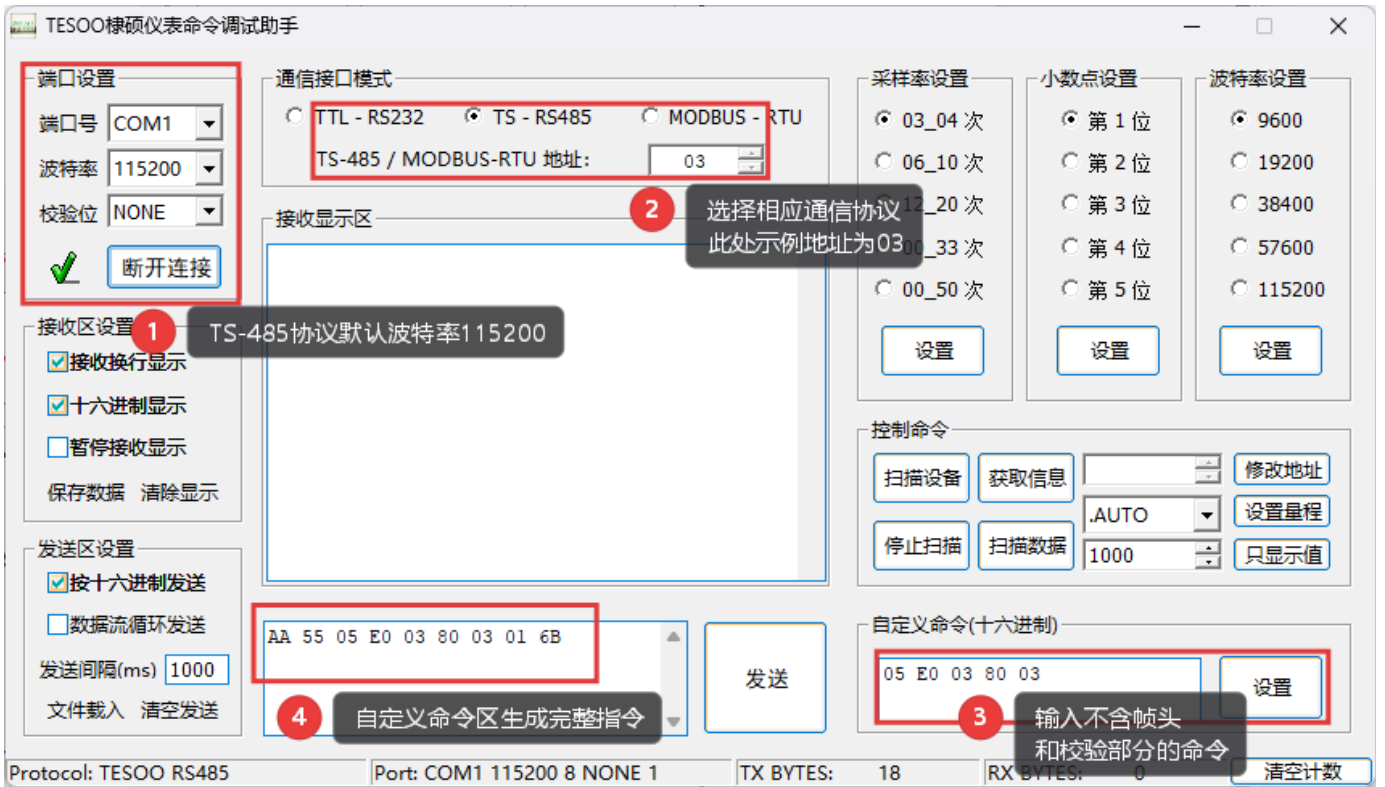 TESOO棣硕仪表命令调试助手
端口设置
端口号 COM1
波特率 115200
校验位 NONE
断开连接
通信接口模式
TTL - RS232 TS - RS485 MODBUS - RTU
TS-485 / MODBUS-RTU 地址: 03
2 选择相应通信协议
此处示例地址为03
采样率设置
03_04 次
06_10 次
12_20 次
00_33 次
00_50 次
设置
小数点设置
第 1 位
第 2 位
第 3 位
第 4 位
第 5 位
设置
波特率设置
9600
19200
38400
57600
115200
设置
1 TS-485协议默认波特率115200
接收区设置
接收换行显示
十六进制显示
暂停接收显示
保存数据 清除显示
接收显示区
控制命令
扫描设备 获取信息 修改地址
.AUTO 设置量程
停止扫描 扫描数据 1000 只显示值
发送区设置
按十六进制发送
数据流循环发送
发送间隔(ms) 1000
文件载入 清空发送
AA 55 05 E0 03 80 03 01 6B
发送
4 自定义命令区生成完整指令
自定义命令(十六进制)
05 E0 03 80 03
设置
3 输入不含帧头
和校验部分的命令
Protocol: TESOO RS485 Port: COM1 115200 8 NONE 1 TX BYTES: 18 RX BYTES: 0 清空计数